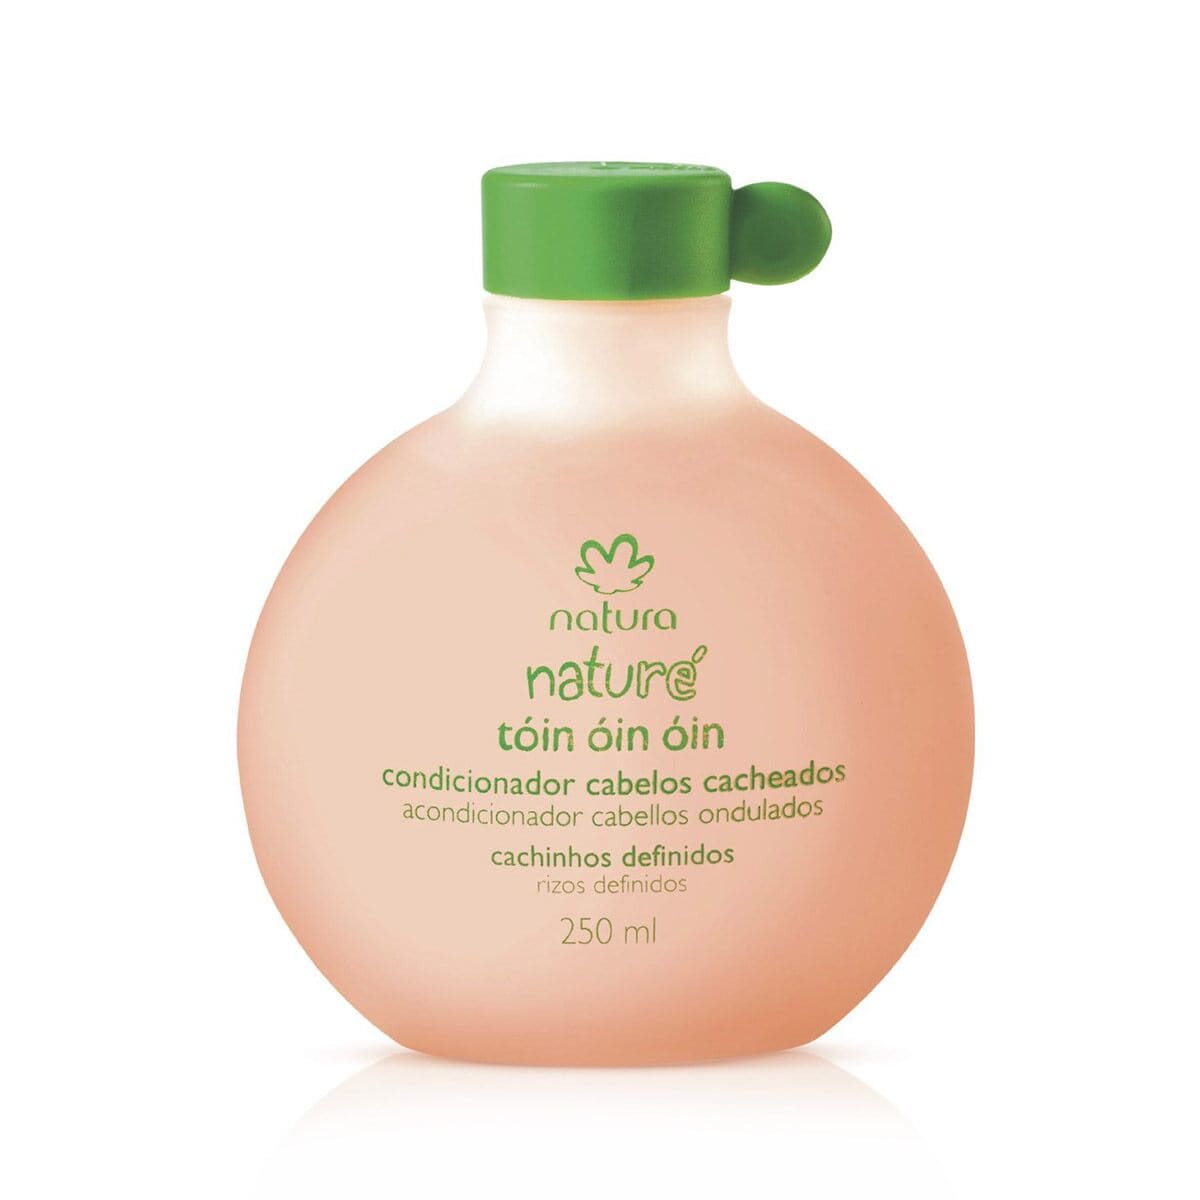 natura
naturé
tóin óin óin
condicionador cabelos cacheados
acondicionador cabellos ondulados
cachinhos definidos
rizos definidos
250 ml